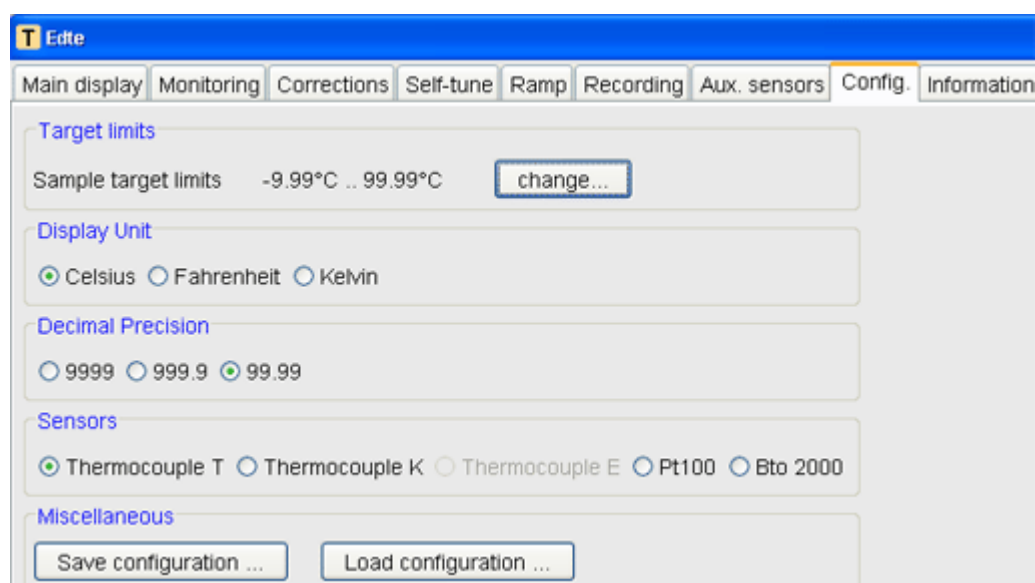 T Edte
Main display Monitoring Corrections Self-tune Ramp Recording Aux. sensors Config. Information
Target limits
Sample target limits -9.99°C .. 99.99°C change...
Display Unit
Celsius Fahrenheit Kelvin
Decimal Precision
9999 999.9 99.99
Sensors
Thermocouple T Thermocouple K Thermocouple E Pt100 Bto 2000
Miscellaneous
Save configuration ... Load configuration ...